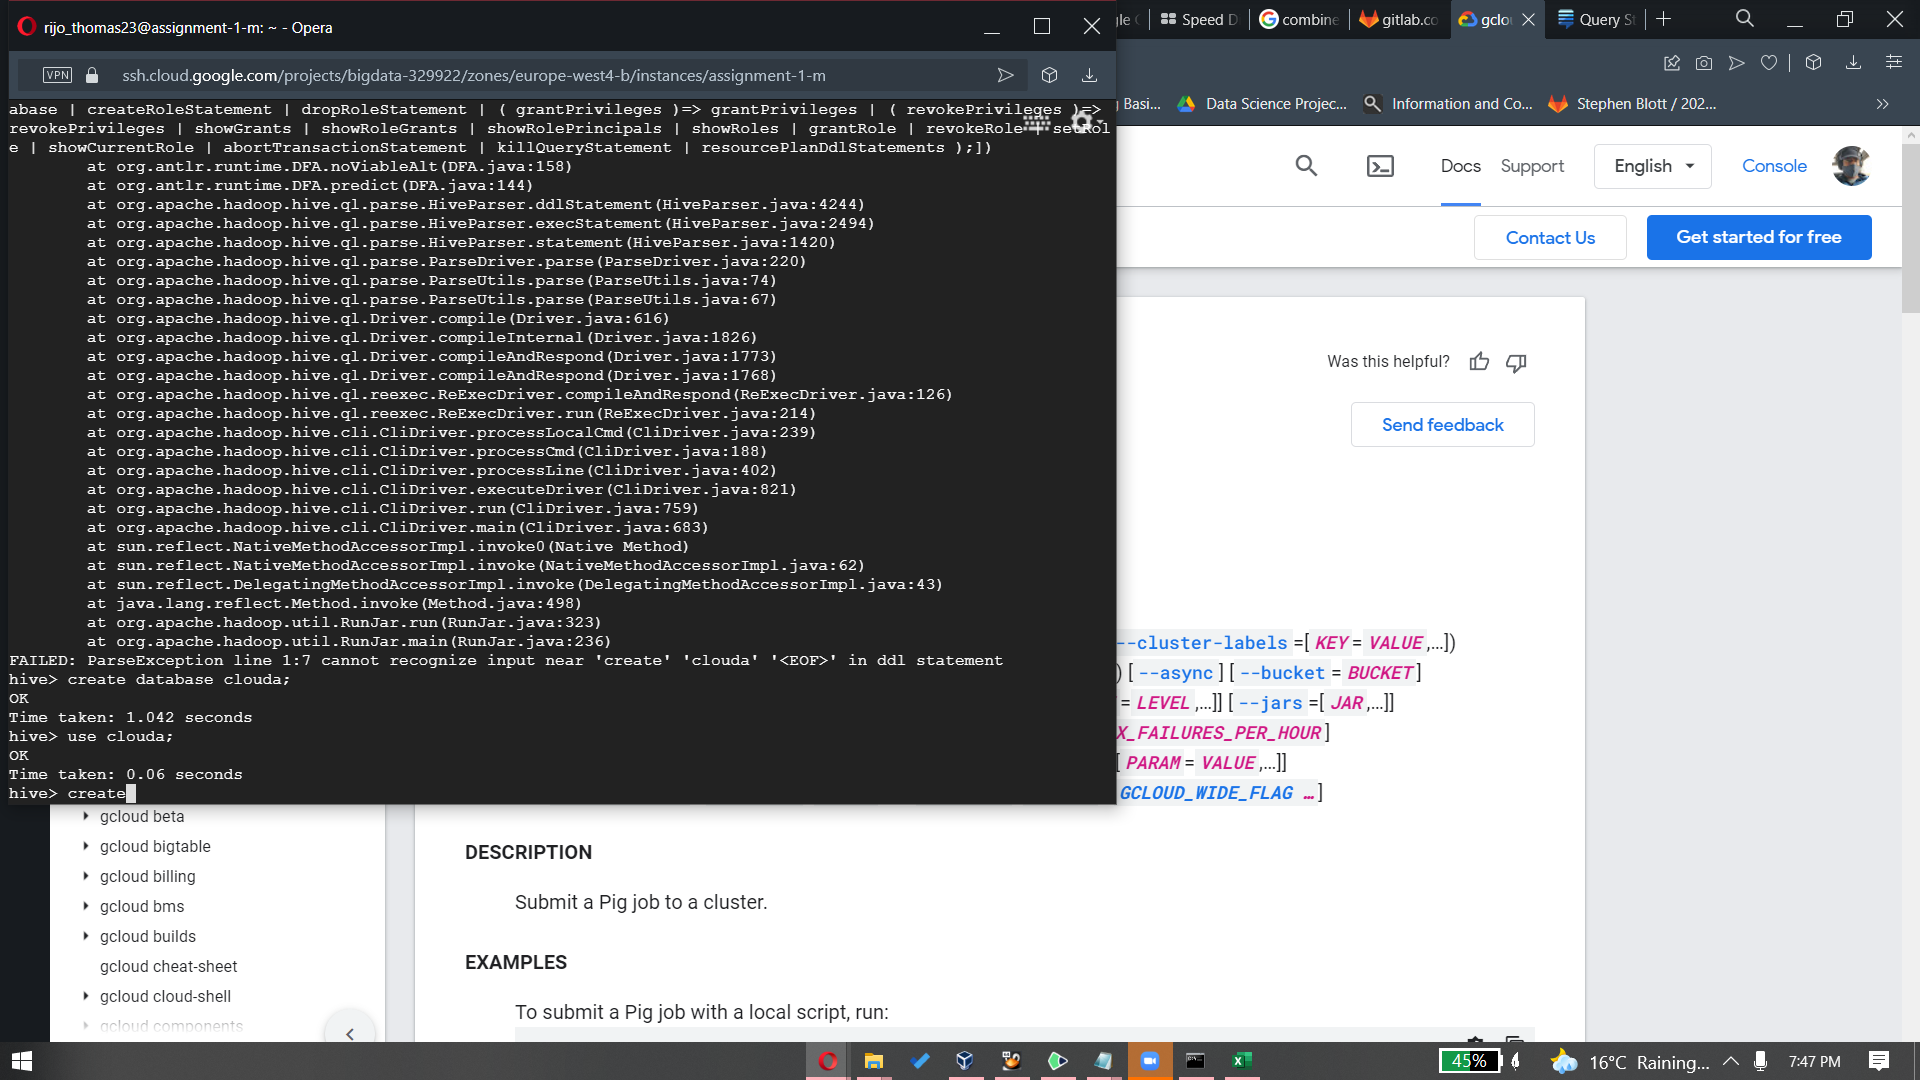 rijo_thomas23@assignment-1-m: ~ - Opera
VPN ssh.cloud.google.com/projects/bigdata-329922/zones/europe-west4-b/instances/assignment-1-m
abase | createRoleStatement | dropRoleStatement | ( grantPrivileges )=> grantPrivileges | ( revokePrivileges )=>
revokePrivileges | showGrants | showRoleGrants | showRolePrincipals | showRoles | grantRole | revokeRole | setRol
e | showCurrentRole | abortTransactionStatement | killQueryStatement | resourcePlanDdlStatements );])
at org.antlr.runtime.DFA.noViableAlt(DFA.java:158)
at org.antlr.runtime.DFA.predict(DFA.java:144)
at org.apache.hadoop.hive.ql.parse.HiveParser.ddlStatement(HiveParser.java:4244)
at org.apache.hadoop.hive.ql.parse.HiveParser.execStatement(HiveParser.java:2494)
at org.apache.hadoop.hive.ql.parse.HiveParser.statement(HiveParser.java:1420)
at org.apache.hadoop.hive.ql.parse.ParseDriver.parse(ParseDriver.java:220)
at org.apache.hadoop.hive.ql.parse.ParseUtils.parse(ParseUtils.java:74)
at org.apache.hadoop.hive.ql.parse.ParseUtils.parse(ParseUtils.java:67)
at org.apache.hadoop.hive.ql.Driver.compile(Driver.java:616)
at org.apache.hadoop.hive.ql.Driver.compileInternal(Driver.java:1826)
at org.apache.hadoop.hive.ql.Driver.compileAndRespond(Driver.java:1773)
at org.apache.hadoop.hive.ql.Driver.compileAndRespond(Driver.java:1768)
at org.apache.hadoop.hive.ql.reexec.ReExecDriver.compileAndRespond(ReExecDriver.java:126)
at org.apache.hadoop.hive.ql.reexec.ReExecDriver.run(ReExecDriver.java:214)
at org.apache.hadoop.hive.cli.CliDriver.processLocalCmd(CliDriver.java:239)
at org.apache.hadoop.hive.cli.CliDriver.processCmd(CliDriver.java:188)
at org.apache.hadoop.hive.cli.CliDriver.processLine(CliDriver.java:402)
at org.apache.hadoop.hive.cli.CliDriver.executeDriver(CliDriver.java:821)
at org.apache.hadoop.hive.cli.CliDriver.run(CliDriver.java:759)
at org.apache.hadoop.hive.cli.CliDriver.main(CliDriver.java:683)
at sun.reflect.NativeMethodAccessorImpl.invoke0(Native Method)
at sun.reflect.NativeMethodAccessorImpl.invoke(NativeMethodAccessorImpl.java:62)
at sun.reflect.DelegatingMethodAccessorImpl.invoke(DelegatingMethodAccessorImpl.java:43)
at java.lang.reflect.Method.invoke(Method.java:498)
at org.apache.hadoop.util.RunJar.run(RunJar.java:323)
at org.apache.hadoop.util.RunJar.main(RunJar.java:236)
FAILED: ParseException line 1:7 cannot recognize input near 'create' 'clouda' '<EOF>' in ddl statement
hive> create database clouda;
OK
Time taken: 1.042 seconds
hive> use clouda;
OK
Time taken: 0.06 seconds
hive> create
gle C Speed D combine gitlab.co gclo Query St
g Basi... Data Science Projec... Information and Co... Stephen Blott / 202... »
Docs Support English Console
Contact Us Get started for free
Was this helpful?
Send feedback
--cluster-labels =[ KEY = VALUE ,…])
) [ --async ] [ --bucket = BUCKET ]
= LEVEL ,…]] [ --jars =[ JAR ,…]]
X_FAILURES_PER_HOUR ]
[ PARAM = VALUE ,…]]
GCLOUD_WIDE_FLAG … ]
gcloud beta
gcloud bigtable
gcloud billing
gcloud bms
gcloud builds
gcloud cheat-sheet
gcloud cloud-shell
gcloud components
DESCRIPTION
Submit a Pig job to a cluster.
EXAMPLES
To submit a Pig job with a local script, run:
45% 16°C Raining... 7:47 PM